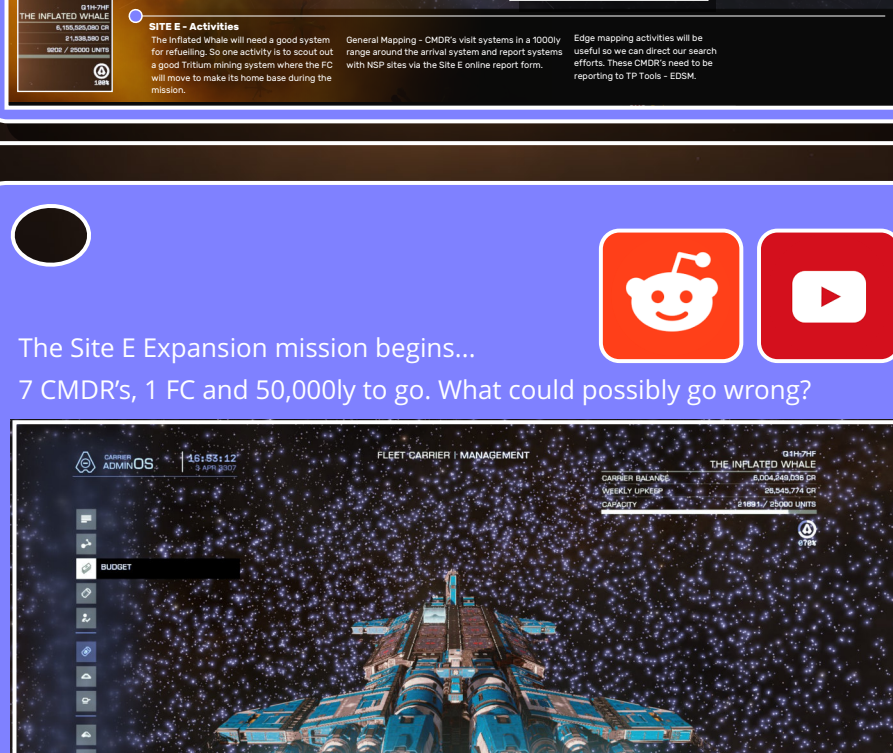 G1H-7HF
THE INFLATED WHALE
6,155,525,080 CR
21,538,580 CR
9202 / 25000 UNITS
100%
SITE E - Activities
The Inflated Whale will need a good system
for refueiling. So one activity is to scout out
a good Tritium mining system where the FC
will move to make its home base during the
mission.
General Mapping - CMDR's visit systems in a 1000ly
range around the arrival system and report systems
with NSP sites via the Site E online report form.
Edge mapping activities will be
useful so we can direct our search
efforts. These CMDR's need to be
reporting to TP Tools - EDSM.
The Site E Expansion mission begins...
7 CMDR's, 1 FC and 50,000ly to go. What could possibly go wrong?
CARRIER
ADMINOS
16:53:12
3 APR 3307
FLEET CARRIER | MANAGEMENT
G1H-7HF
THE INFLATED WHALE
CARRIER BALANCE 6,004,249,036 CR
WEEKLY UPKEEP 26,545,774 CR
CAPACITY 21691 / 25000 UNITS
BUDGET